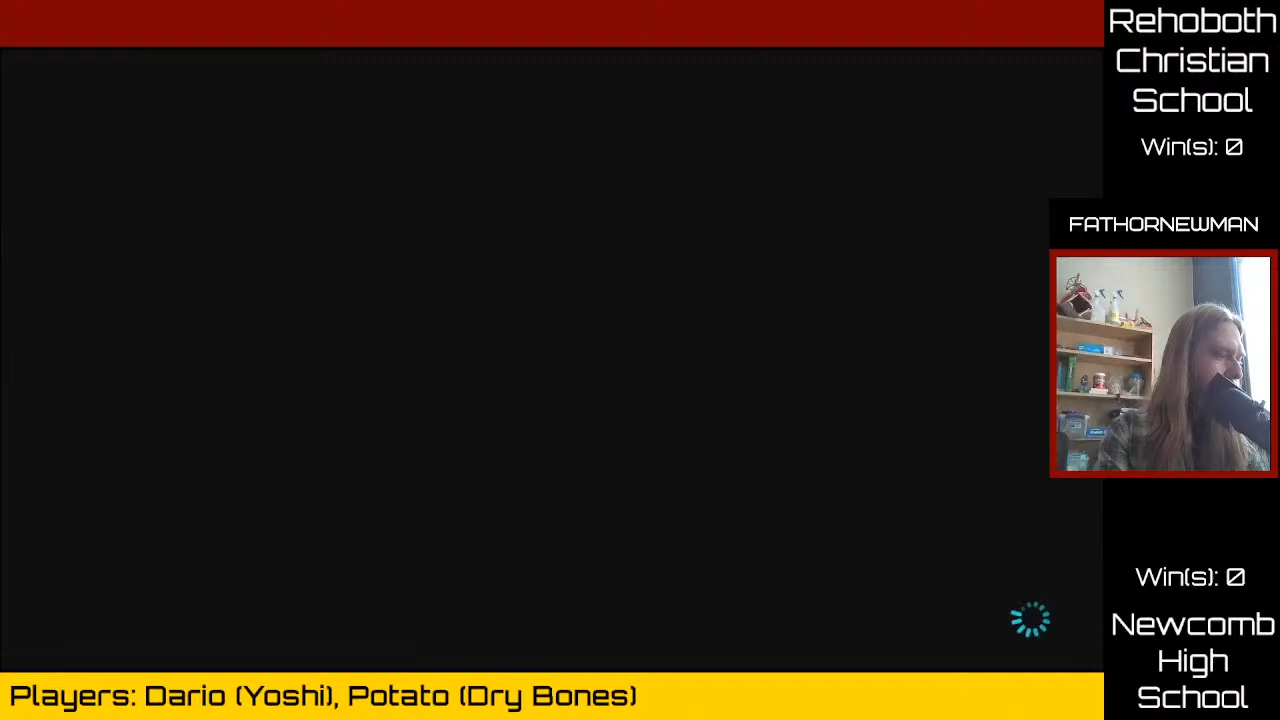 Rehoboth
Christian
School
Win(s): 0
FATHORNEWMAN
Win(s): 0
Newcomb
High
School
Players: Dario (Yoshi), Potato (Dry Bones)